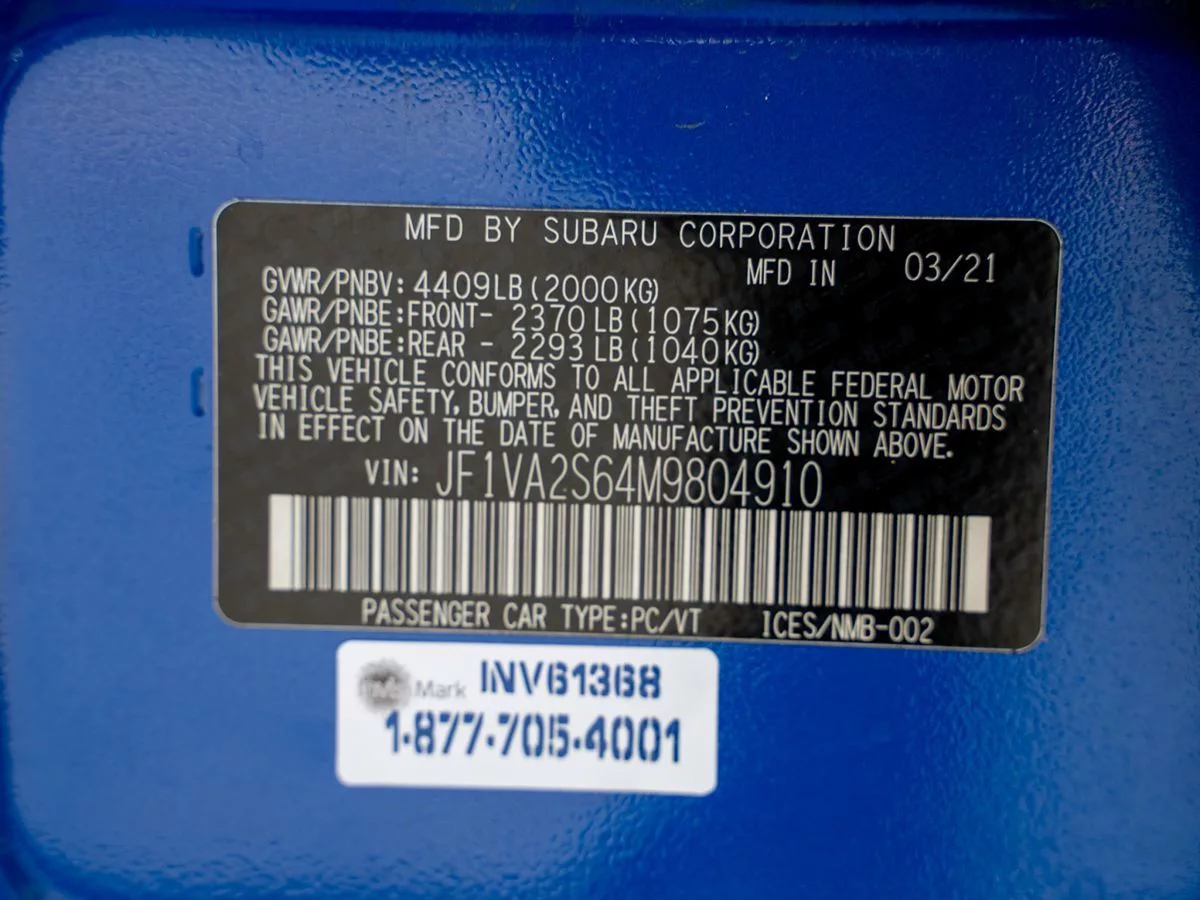 MFD BY SUBARU CORPORATION
MFD IN 03/21
GVWR/PNBV: 4409LB(2000KG)
GAWR/PNBE:FRONT- 2370LB(1075KG)
GAWR/PNBE:REAR - 2293LB(1040KG)
THIS VEHICLE CONFORMS TO ALL APPLICABLE FEDERAL MOTOR
VEHICLE SAFETY, BUMPER, AND THEFT PREVENTION STANDARDS
IN EFFECT ON THE DATE OF MANUFACTURE SHOWN ABOVE.
VIN: JF1VA2S64M9804910
PASSENGER CAR TYPE:PC/VT ICES/NMB-002
Mark INV61368
1-877-705-4001